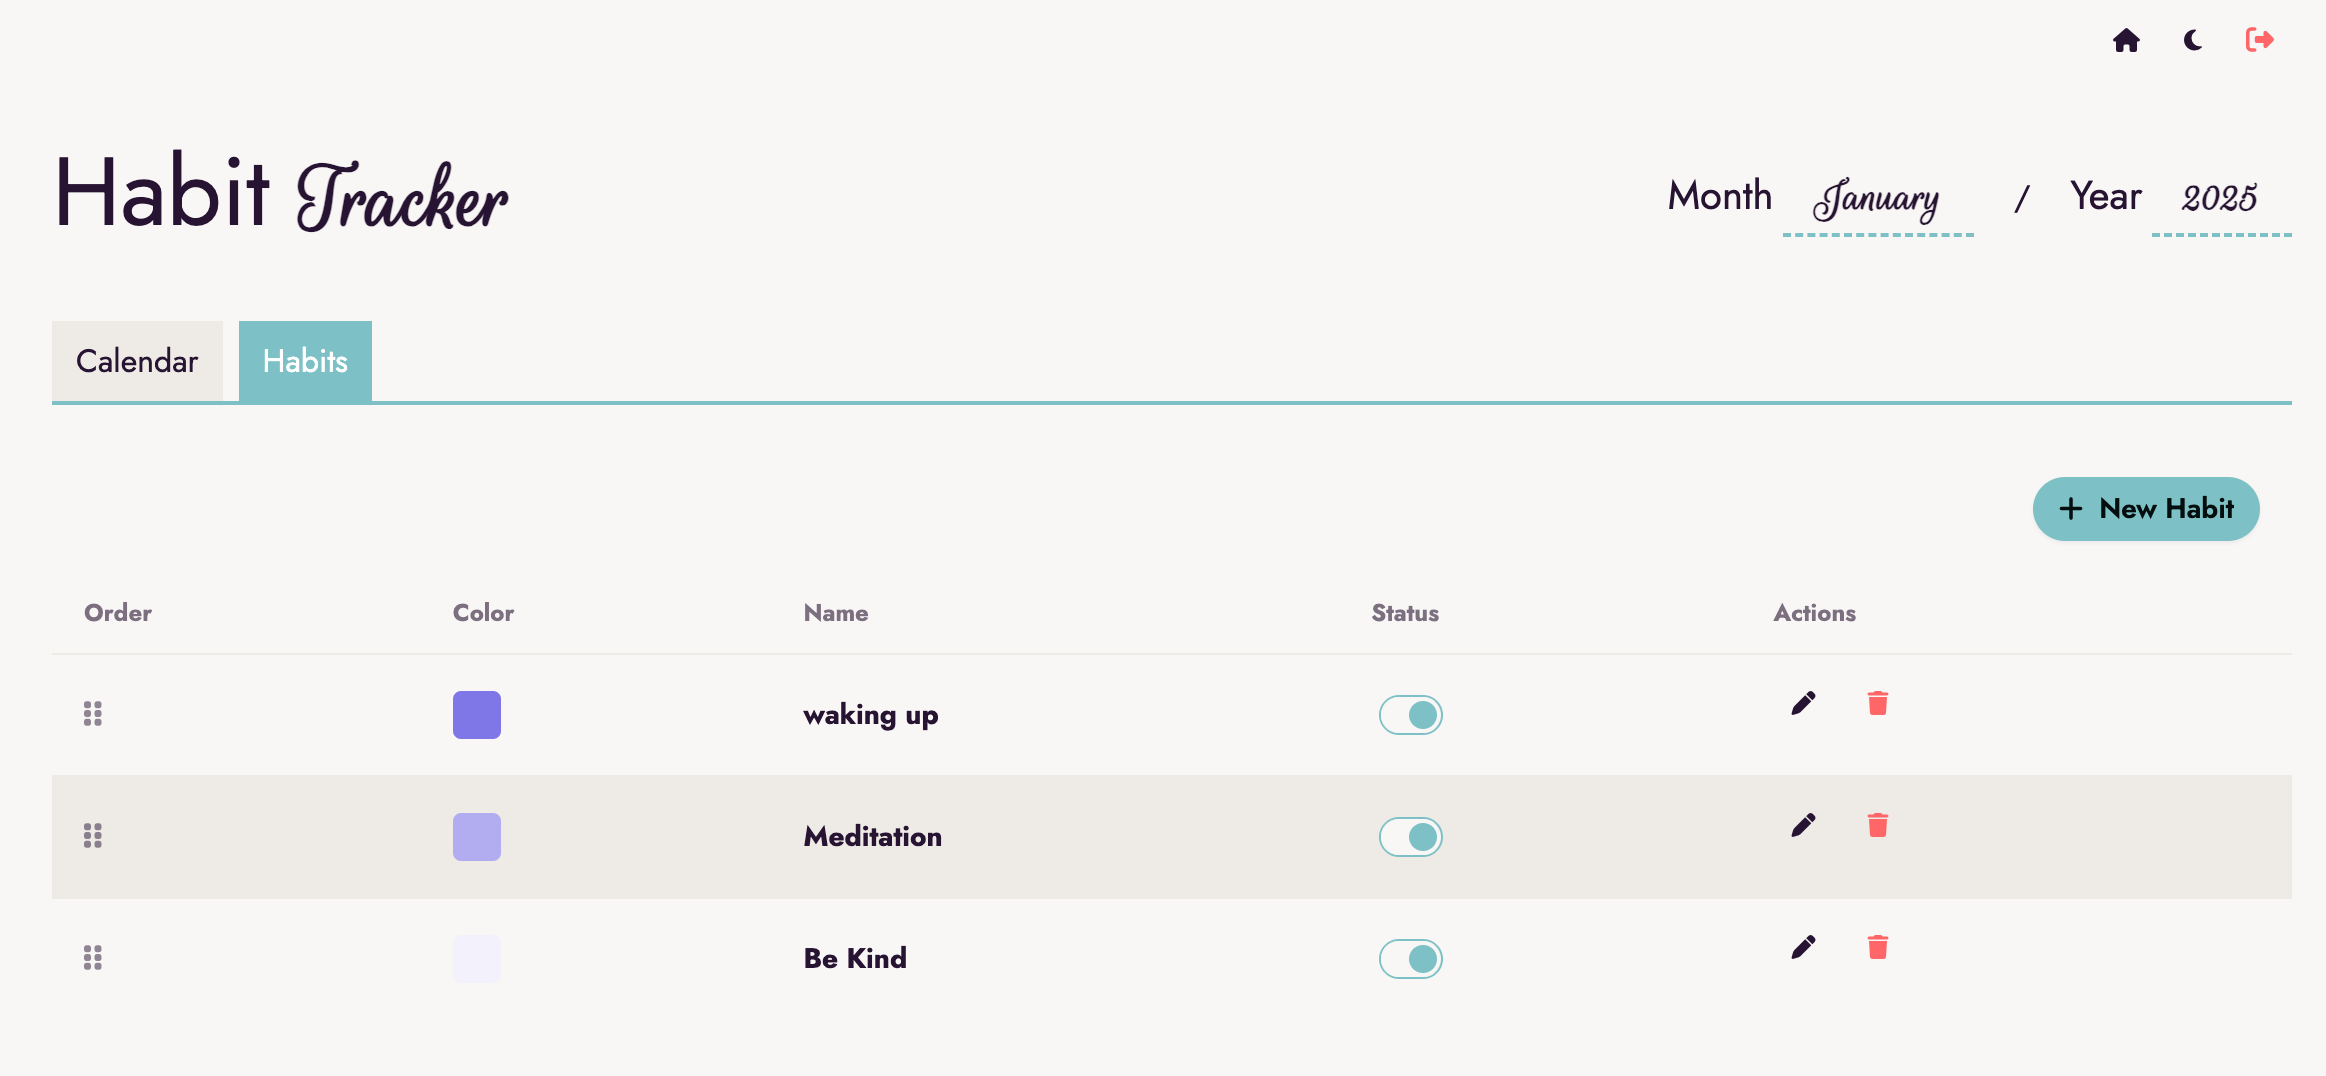 Habit Tracker
Month January / Year 2025
Calendar Habits
+ New Habit
Order Color Name Status Actions
waking up
Meditation
Be Kind